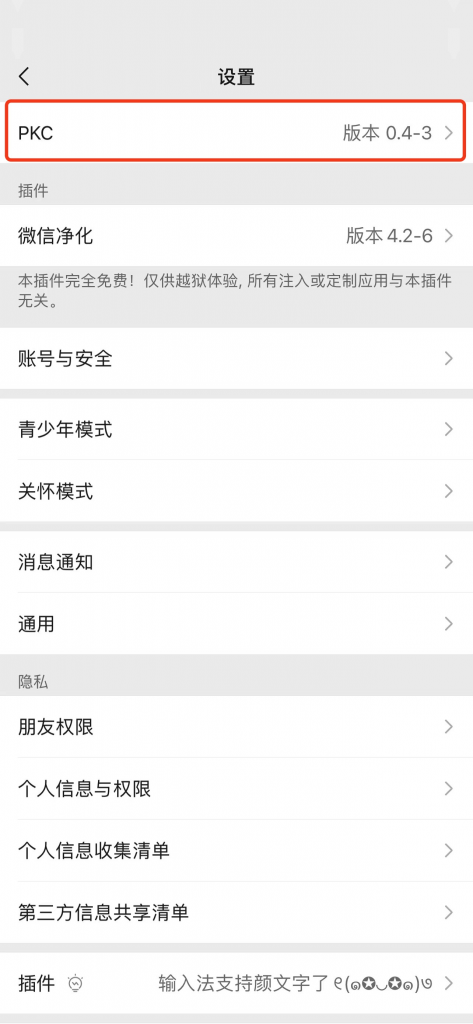 设置
PKC 版本 0.4-3
插件
微信净化 版本 4.2-6
本插件完全免费！仅供越狱体验, 所有注入或定制应用与本插件
无关。
账号与安全
青少年模式
关怀模式
消息通知
通用
隐私
朋友权限
个人信息与权限
个人信息收集清单
第三方信息共享清单
插件 输入法支持颜文字了 ୧(๑✪◡✪๑)૭